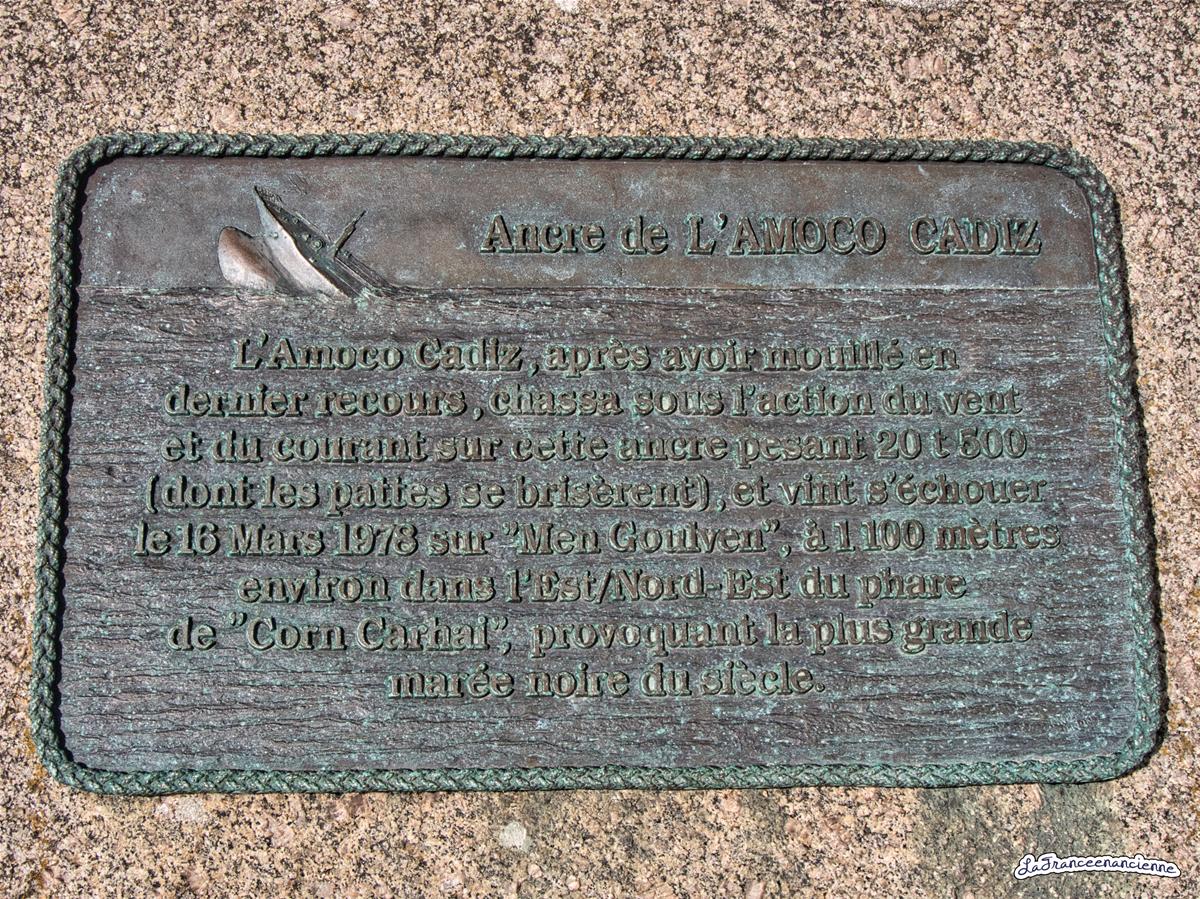 Ancre de L'AMOCO CADIZ
L'Amoco Cadiz, après avoir mouillé en
dernier recours, chassa sous l'action du vent
et du courant sur cette ancre pesant 20 t 500
(dont les pattes se brisèrent), et vint s'échouer
le 16 Mars 1978 sur "Men Goulven", à 1 100 mètres
environ dans l'Est/Nord-Est du phare
de "Corn Carhai", provoquant la plus grande
marée noire du siècle.
LaFranceenancienne